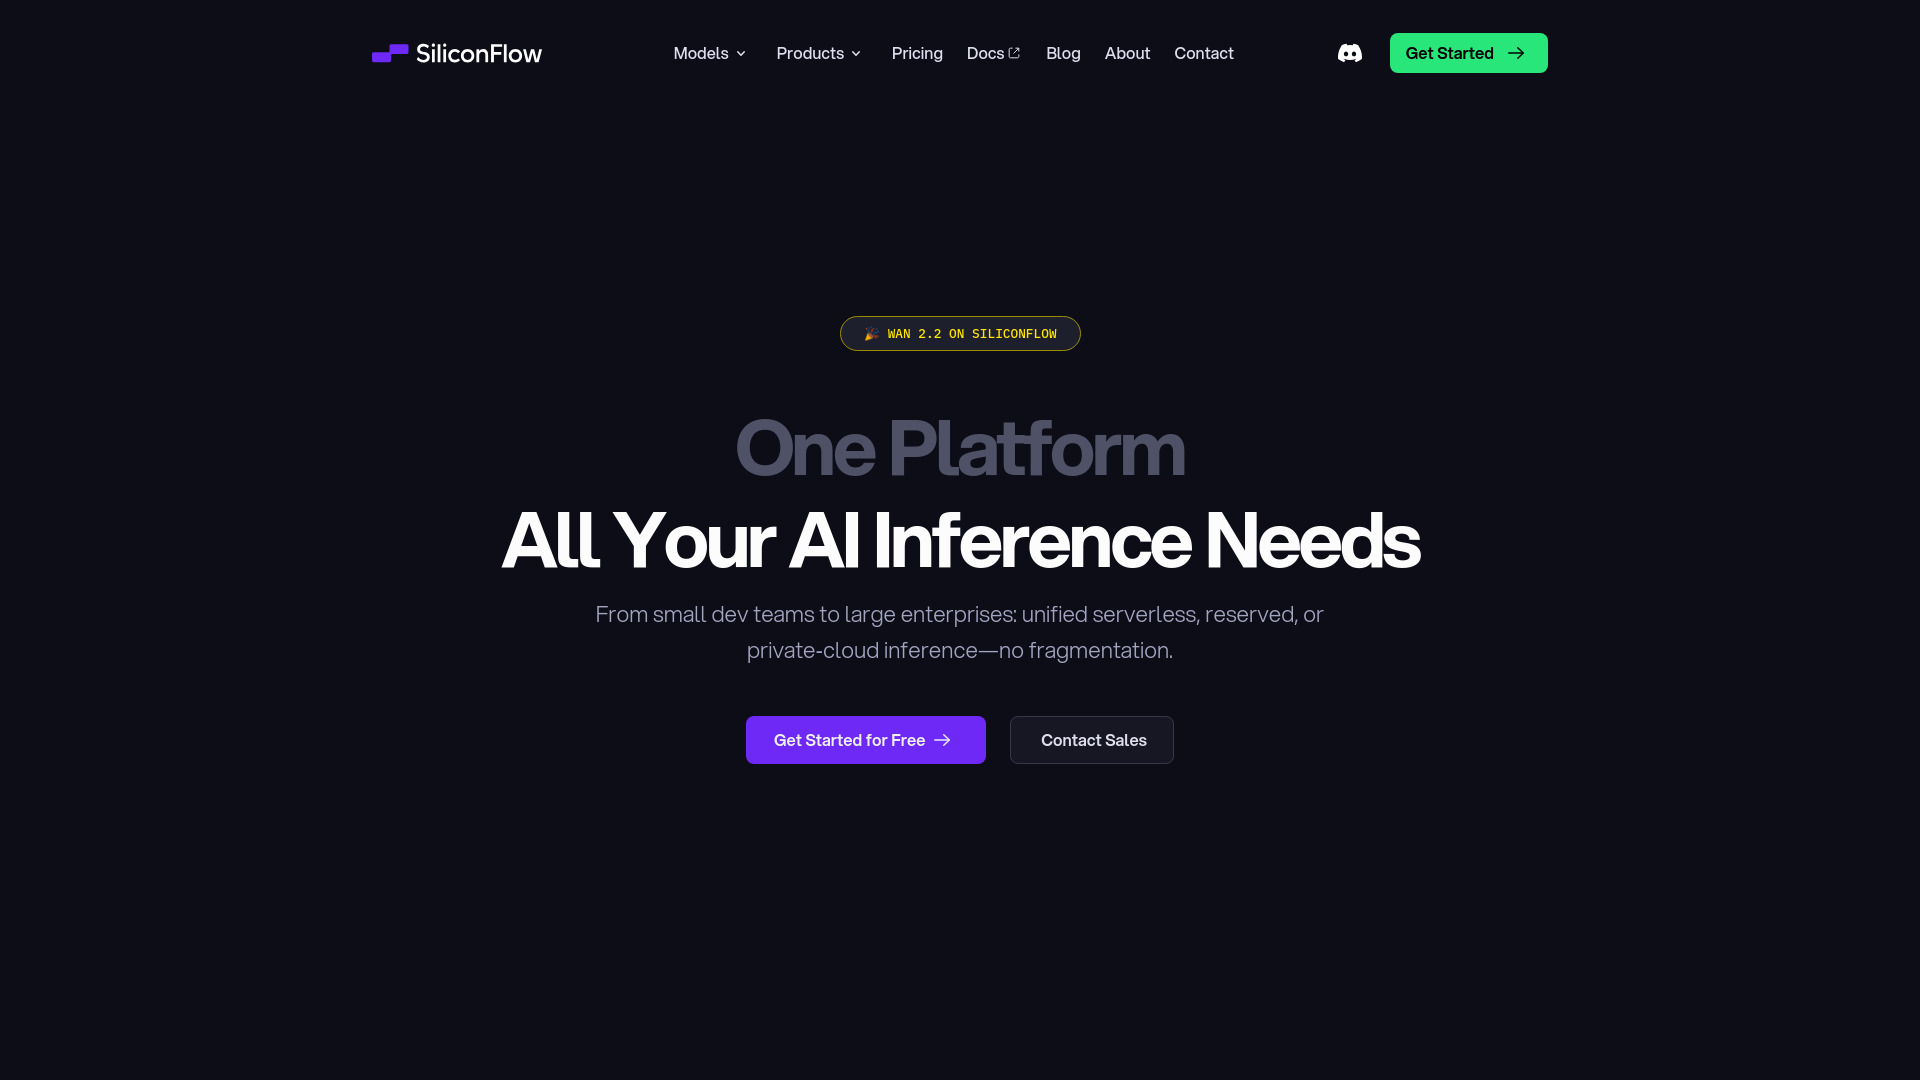 SiliconFlow
Models
Products
Pricing
Docs
Blog
About
Contact
Get Started
🎉 WAN 2.2 ON SILICONFLOW
One Platform
All Your AI Inference Needs
From small dev teams to large enterprises: unified serverless, reserved, or
private-cloud inference—no fragmentation.
Get Started for Free
Contact Sales